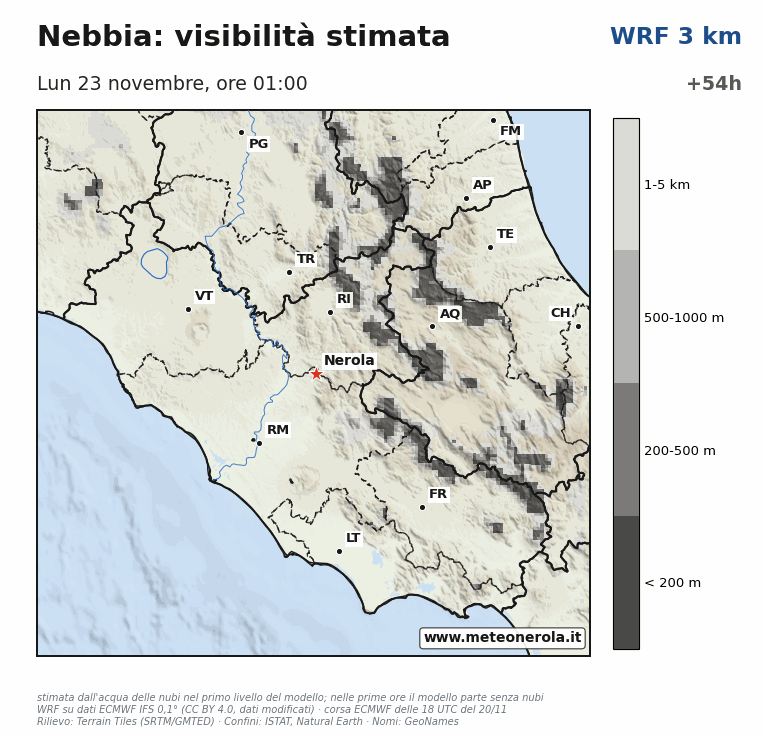 Nebbia: visibilità stimata
WRF 3 km
Lun 23 novembre, ore 01:00
+54h
FM
PG
AP
TE
TR
VT
RI
AQ
CH
Nerola
RM
FR
LT
www.meteonerola.it
1-5 km
500-1000 m
200-500 m
< 200 m
stimata dall'acqua delle nubi nel primo livello del modello; nelle prime ore il modello parte senza nubi
WRF su dati ECMWF IFS 0,1° (CC BY 4.0, dati modificati) · corsa ECMWF delle 18 UTC del 20/11
Rilievo: Terrain Tiles (SRTM/GMTED) · Confini: ISTAT, Natural Earth · Nomi: GeoNames